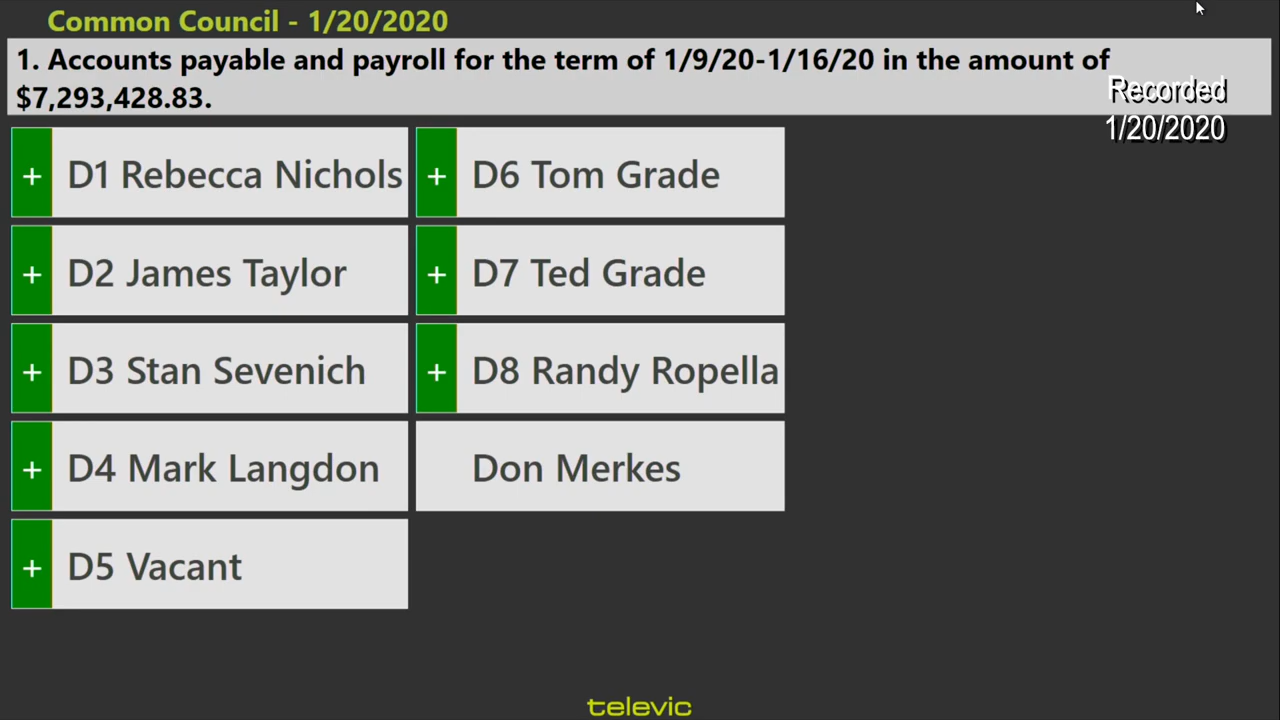 Common Council - 1/20/2020
1. Accounts payable and payroll for the term of 1/9/20-1/16/20 in the amount of
$7,293,428.83.
Recorded
1/20/2020
+ D1 Rebecca Nichols
+ D2 James Taylor
+ D3 Stan Sevenich
+ D4 Mark Langdon
+ D5 Vacant
+ D6 Tom Grade
+ D7 Ted Grade
+ D8 Randy Ropella
Don Merkes
televic